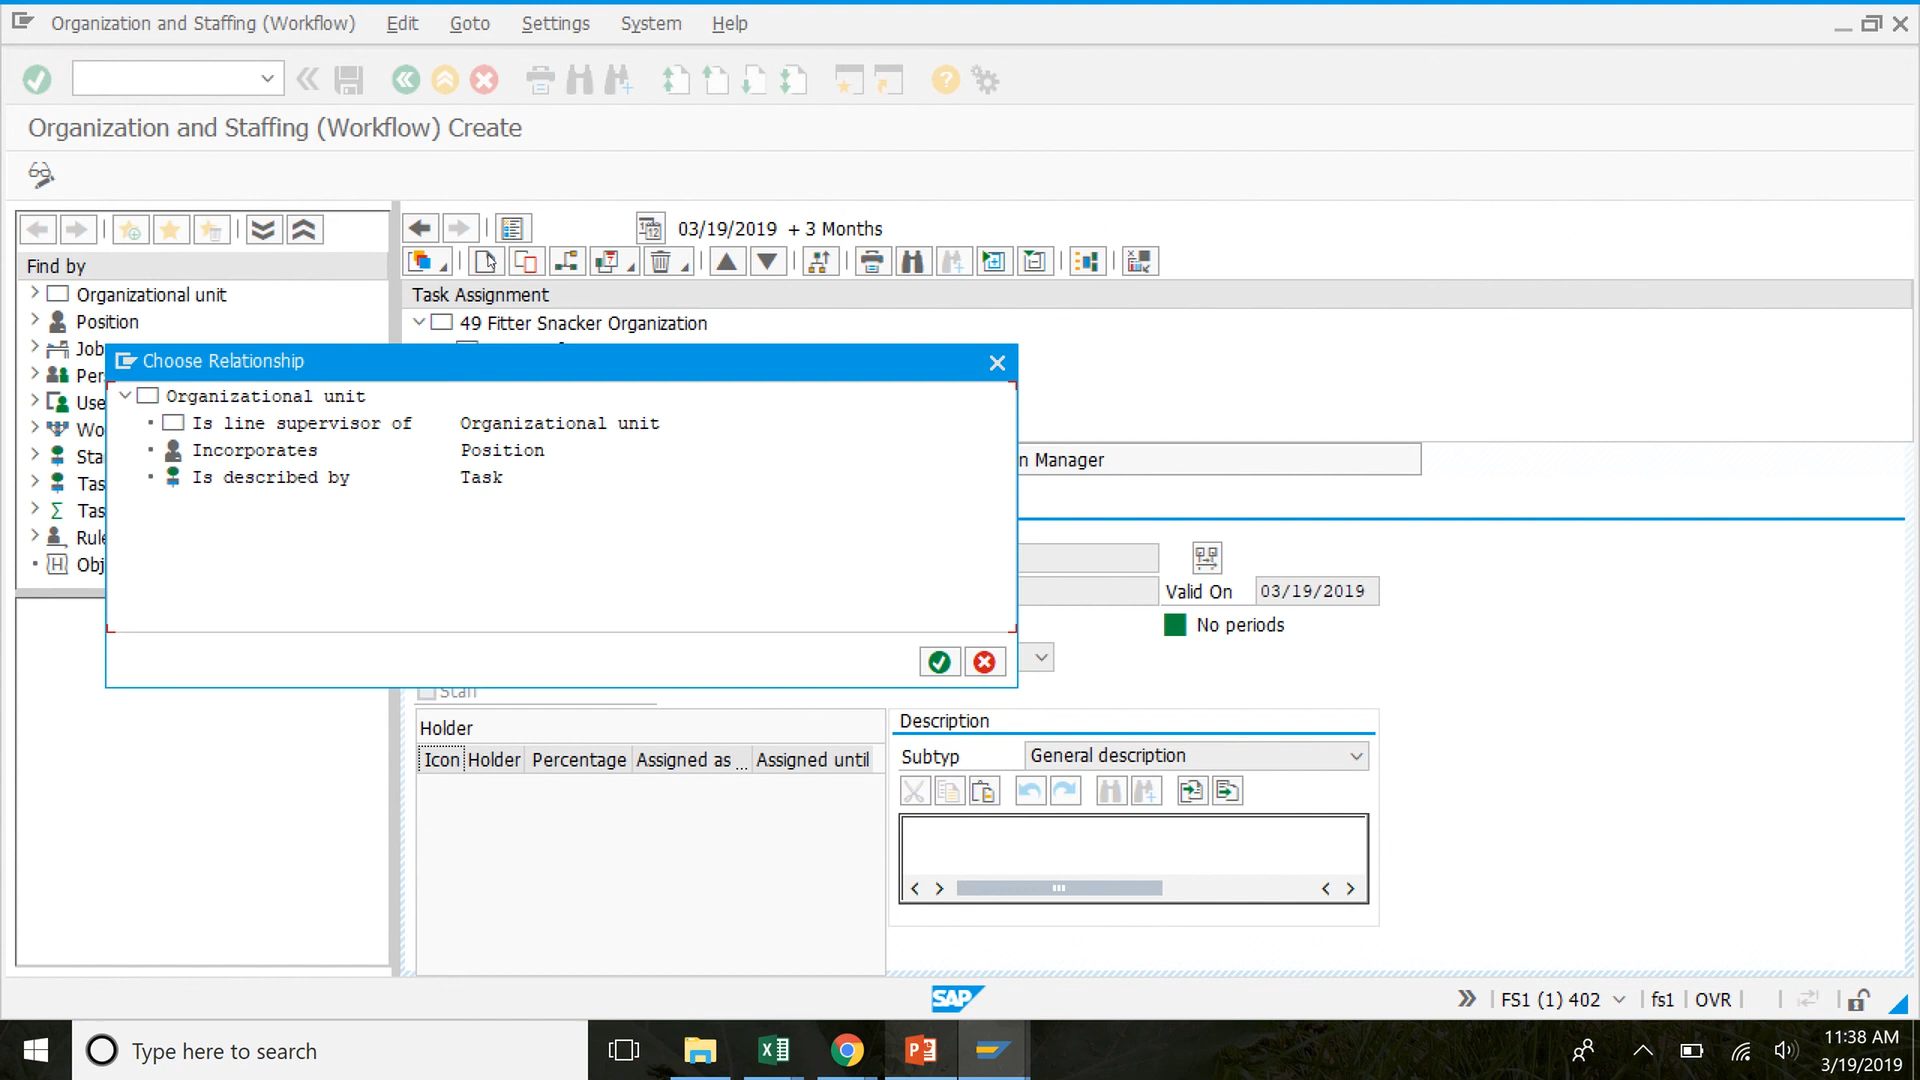 Organization and Staffing (Workflow) Edit Goto Settings System Help
Organization and Staffing (Workflow) Create
03/19/2019 + 3 Months
Find by
Organizational unit
Position
Job
Per
Use
Wo
Sta
Tas
Tas
Rule
Obj
Task Assignment
49 Fitter Snacker Organization
Choose Relationship
Organizational unit
Is line supervisor of Organizational unit
Incorporates Position
Is described by Task
n Manager
Valid On 03/19/2019
No periods
Staff
Holder
Icon Holder Percentage Assigned as ... Assigned until
Description
Subtyp General description
SAP
FS1 (1) 402 fs1 OVR
Type here to search
11:38 AM
3/19/2019